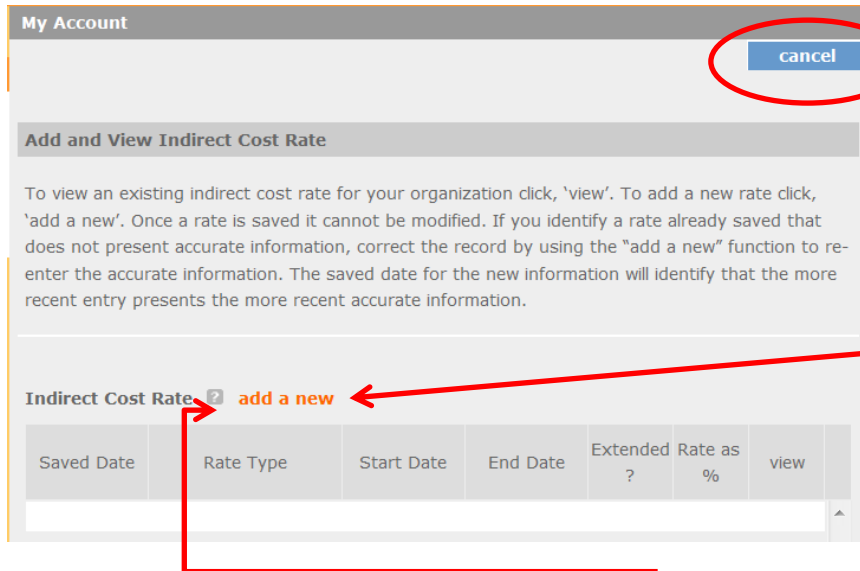 My Account
cancel
Add and View Indirect Cost Rate
To view an existing indirect cost rate for your organization click, ‘view’. To add a new rate click,
‘add a new’. Once a rate is saved it cannot be modified. If you identify a rate already saved that
does not present accurate information, correct the record by using the “add a new” function to re-
enter the accurate information. The saved date for the new information will identify that the more
recent entry presents the more recent accurate information.
Indirect Cost Rate ? add a new
Saved Date Rate Type Start Date End Date Extended ? Rate as % view